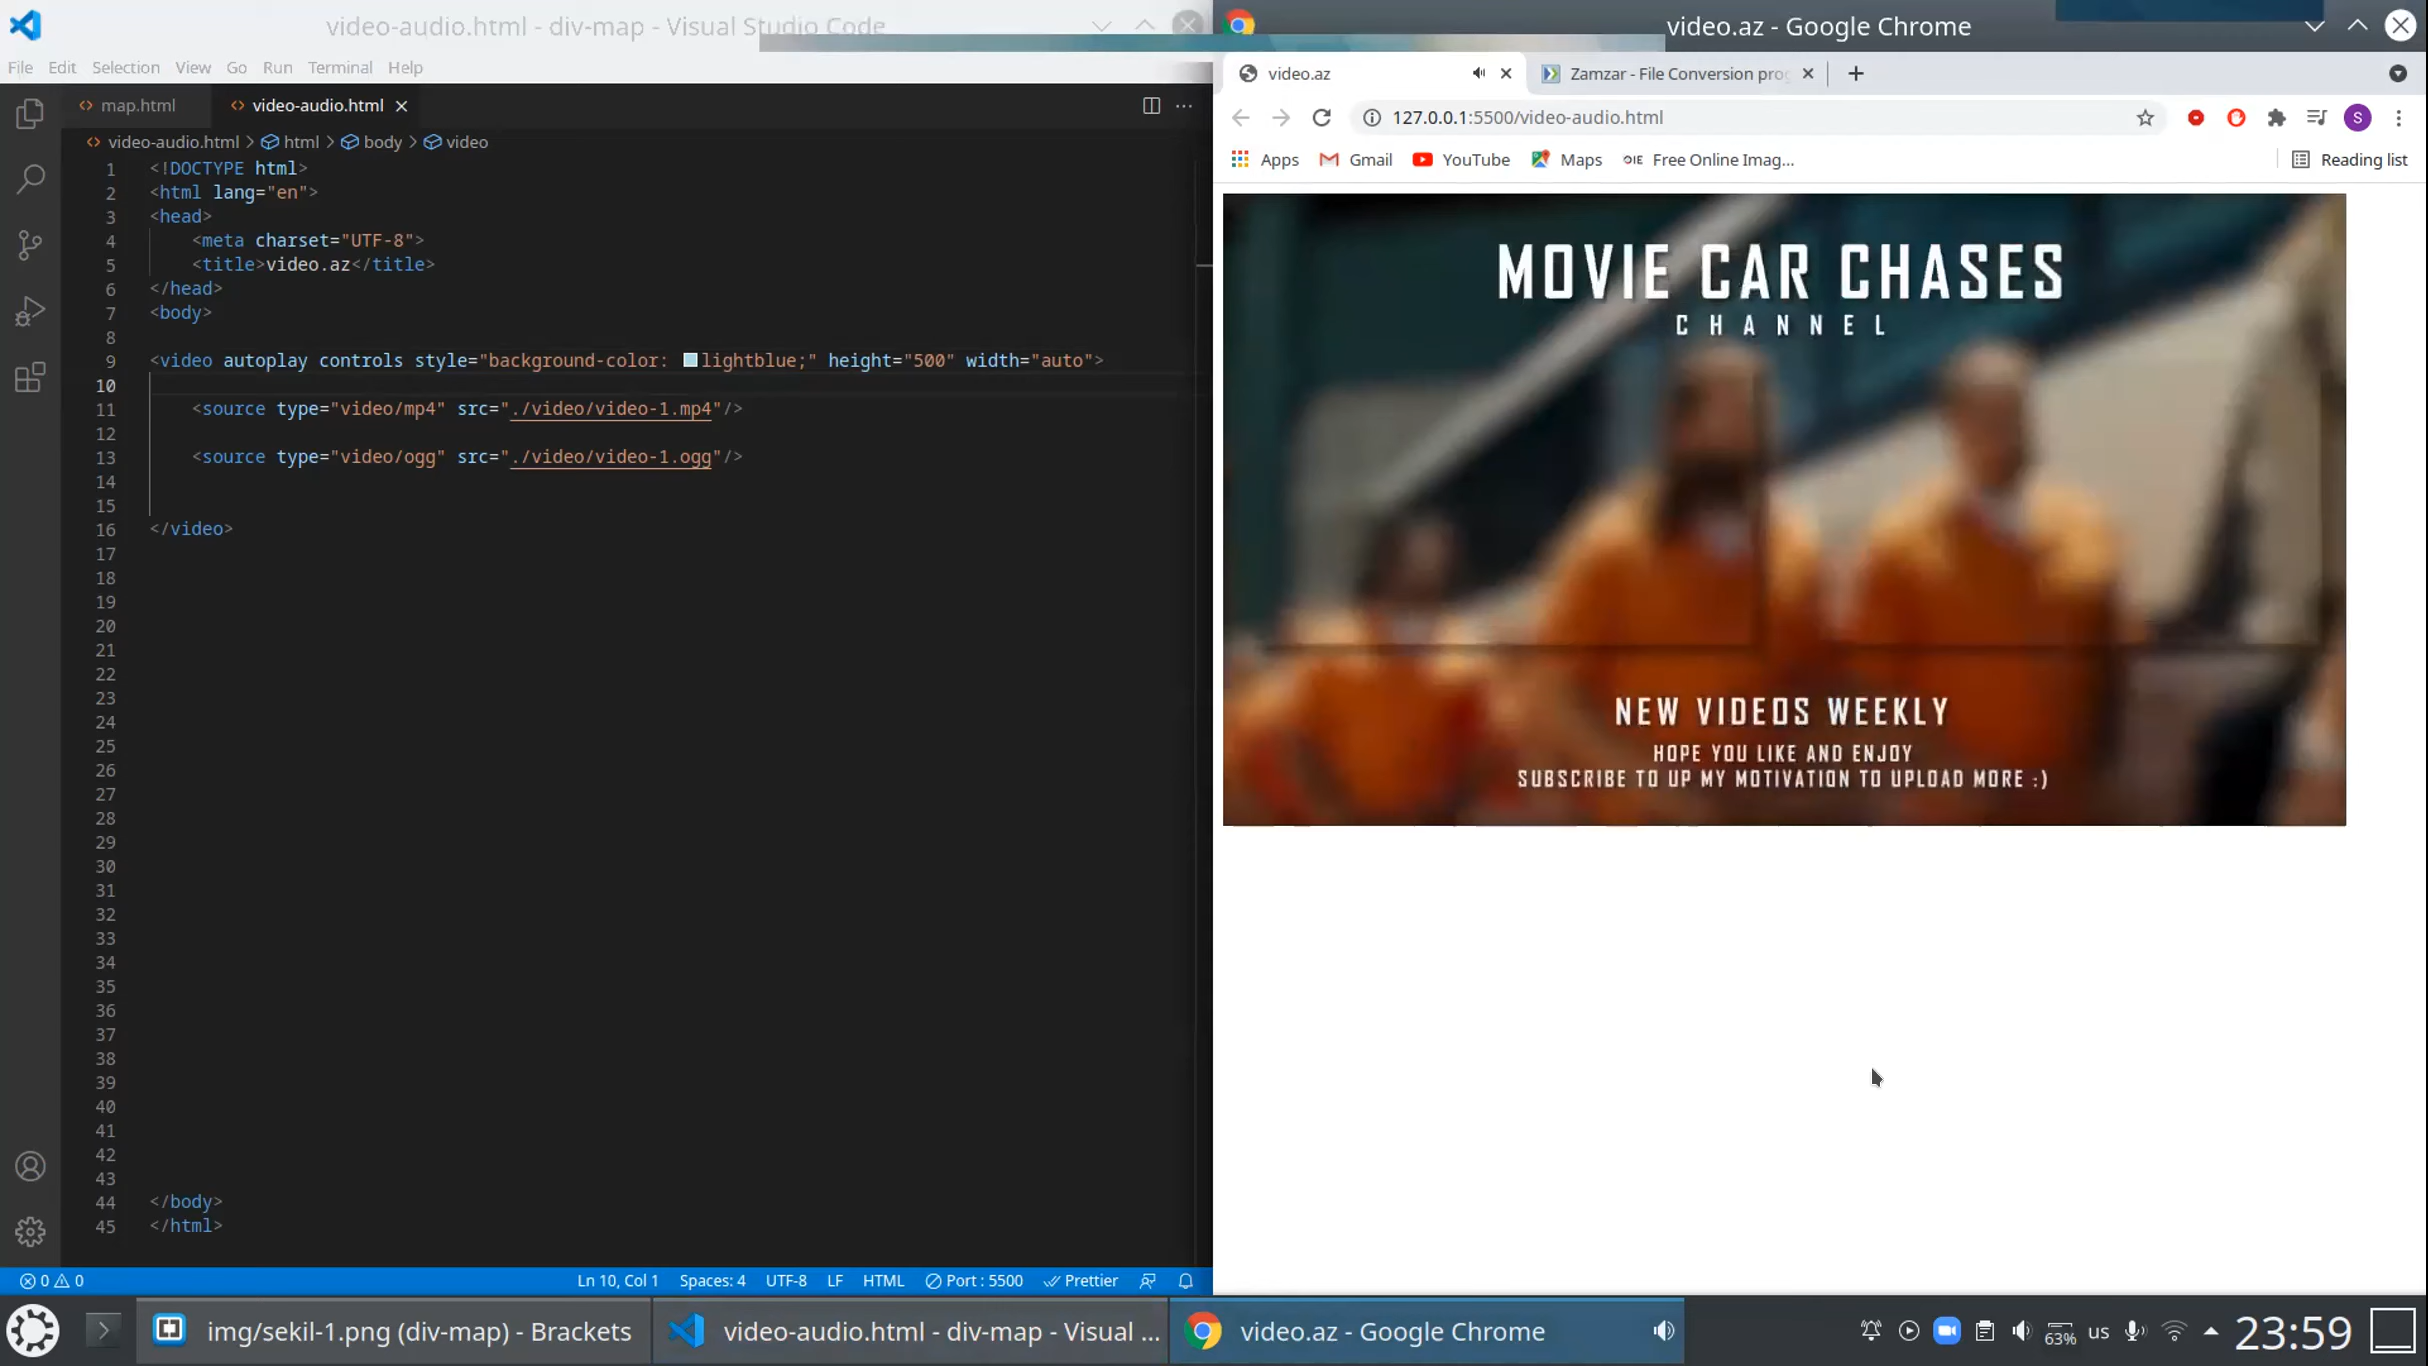 video-audio.html - div-map - Visual Studio Code
File Edit Selection View Go Run Terminal Help
map.html video-audio.html
video-audio.html > html > body > video
1 <!DOCTYPE html>
2 <html lang="en">
3 <head>
4 <meta charset="UTF-8">
5 <title>video.az</title>
6 </head>
7 <body>
8
9 <video autoplay controls style="background-color: lightblue;" height="500" width="auto">
10
11 <source type="video/mp4" src="./video/video-1.mp4"/>
12
13 <source type="video/ogg" src="./video/video-1.ogg"/>
14
15
16 </video>
17
18
19
20
21
22
23
24
25
26
27
28
29
30
31
32
33
34
35
36
37
38
39
40
41
42
43
44 </body>
45 </html>
0 0 Ln 10, Col 1 Spaces: 4 UTF-8 LF HTML Port : 5500 Prettier
video.az - Google Chrome
video.az Zamzar - File Conversion prog
127.0.0.1:5500/video-audio.html S
Apps Gmail YouTube Maps OIE Free Online Imag... Reading list
MOVIE CAR CHASES
CHANNEL
NEW VIDEOS WEEKLY
HOPE YOU LIKE AND ENJOY
SUBSCRIBE TO UP MY MOTIVATION TO UPLOAD MORE :)
img/sekil-1.png (div-map) - Brackets video-audio.html - div-map - Visual ... video.az - Google Chrome 63% us 23:59